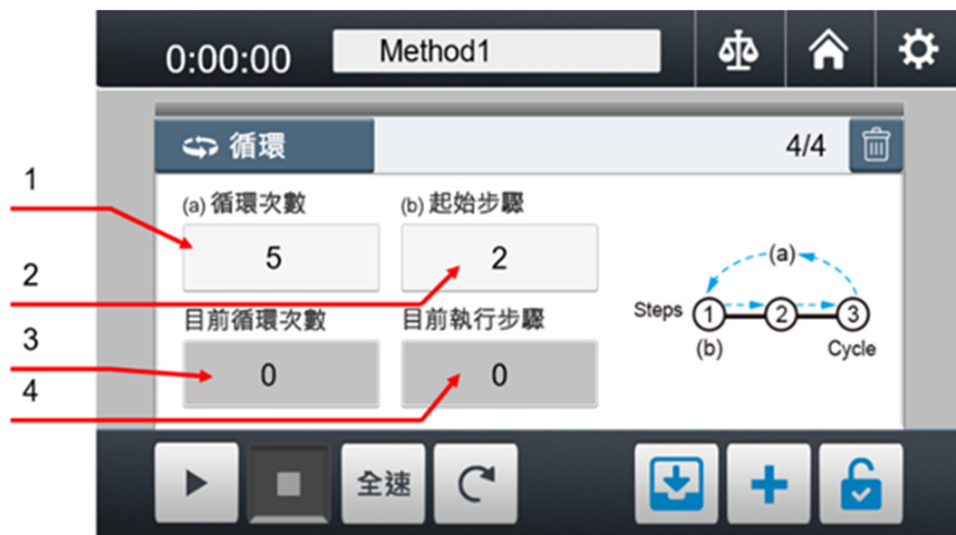 0:00:00 Method1
循環 4/4
1
(a) 循環次數 (b) 起始步驟
5 2
2
目前循環次數 目前執行步驟
3
0 0
4
(a)
Steps 1 2 3
(b) Cycle
全速